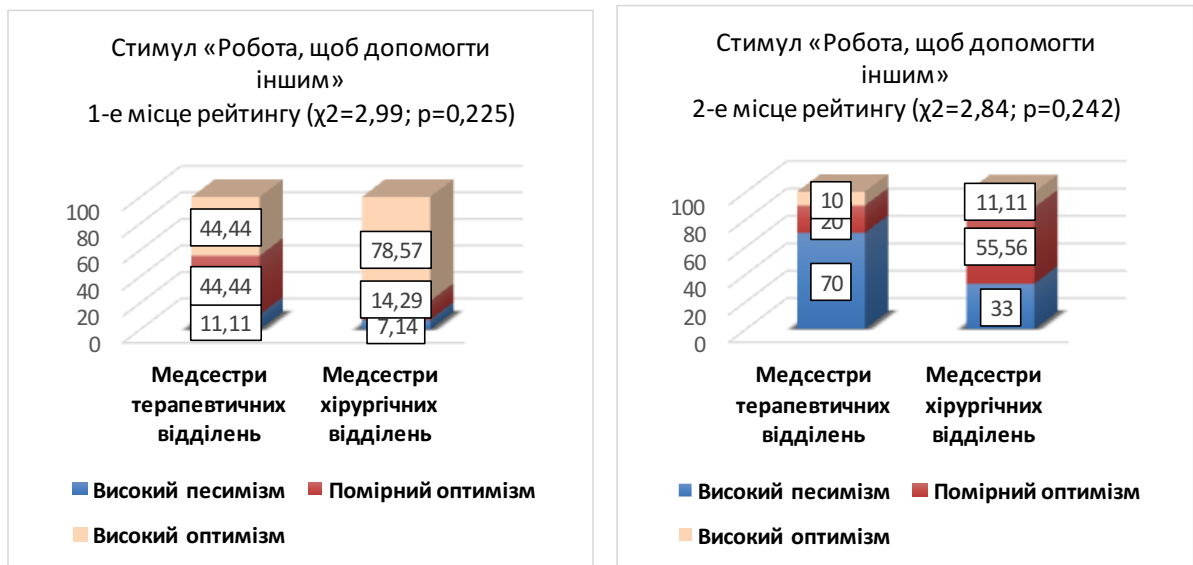 Стимул «Робота, щоб допомогти
іншим»
1-е місце рейтингу (χ2=2,99; p=0,225)
100
80
60
40
20
0
44,44
44,44
11,11
78,57
14,29
7,14
Медсестри
терапевтичних
відділень
Медсестри
хірургічних
відділень
Високий песимізм
Помірний оптимізм
Високий оптимізм
Стимул «Робота, щоб допомогти
іншим»
2-е місце рейтингу (χ2=2,84; p=0,242)
100
80
60
40
20
0
10
20
70
11,11
55,56
33
Медсестри
терапевтичних
відділень
Медсестри
хірургічних
відділень
Високий песимізм
Помірний оптимізм
Високий оптимізм